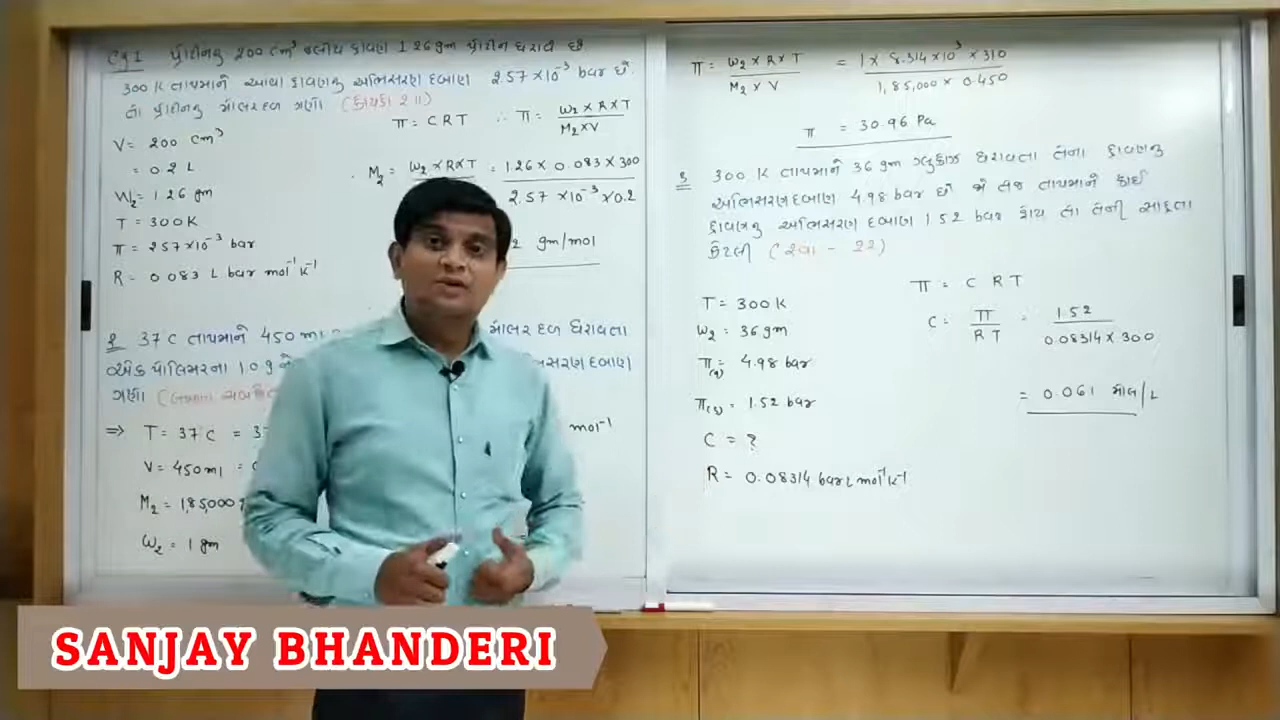 Eg 1 પ્રોટીનનું 200 cm³ જલીય દ્રાવણ 1.26 gm પ્રોટીન ધરાવે છે
300 K તાપમાને આવા દ્રાવણનું અભિસરણ દબાણ 2.57 × 10⁻³ bar છે.
તો પ્રોટીનનું મોલર દળ ગણો (દાખલો 2.11)
π = C R T ∴ π = W₂ × R × T / M₂ × V
V = 200 cm³
= 0.2 L
W₂ = 1.26 gm
T = 300 K
π = 2.57 × 10⁻³ bar
R = 0.083 L bar mol⁻¹ K⁻¹
∴ M₂ = W₂ × R × T = 1.26 × 0.083 × 300 / 2.57 × 10⁻³ × 0.2
2 gm/mol
2 37 C તાપમાને 450 ml મોલર દળ ધરાવતા
એક પોલિમરના 1.0 g દબાણ
ગણો
⇒ T = 37 C = 3 mol⁻¹
V = 450 ml =
M₂ = 1,85,000
W₂ = 1 gm
π = W₂ × R × T / M₂ × V = 1 × 8.314 × 10³ × 310 / 1,85,000 × 0.450
π = 30.96 Pa
3 300 K તાપમાને 36 gm ગ્લુકોઝ ધરાવતા તેના દ્રાવણનું
અભિસરણ દબાણ 4.98 bar છે જો તેજ તાપમાને કોઈ
દ્રાવણનું અભિસરણ દબાણ 1.52 bar હોય તો તેની સાંદ્રતા
કેટલી (સ્વા - 22)
π = C R T
T = 300 K
W₂ = 36 gm
π(g) = 4.98 bar
π(s) = 1.52 bar
C = ?
R = 0.08314 bar L mol⁻¹ K⁻¹
C = π / R T = 1.52 / 0.08314 × 300
= 0.061 મોલ/L
SANJAY BHANDERI